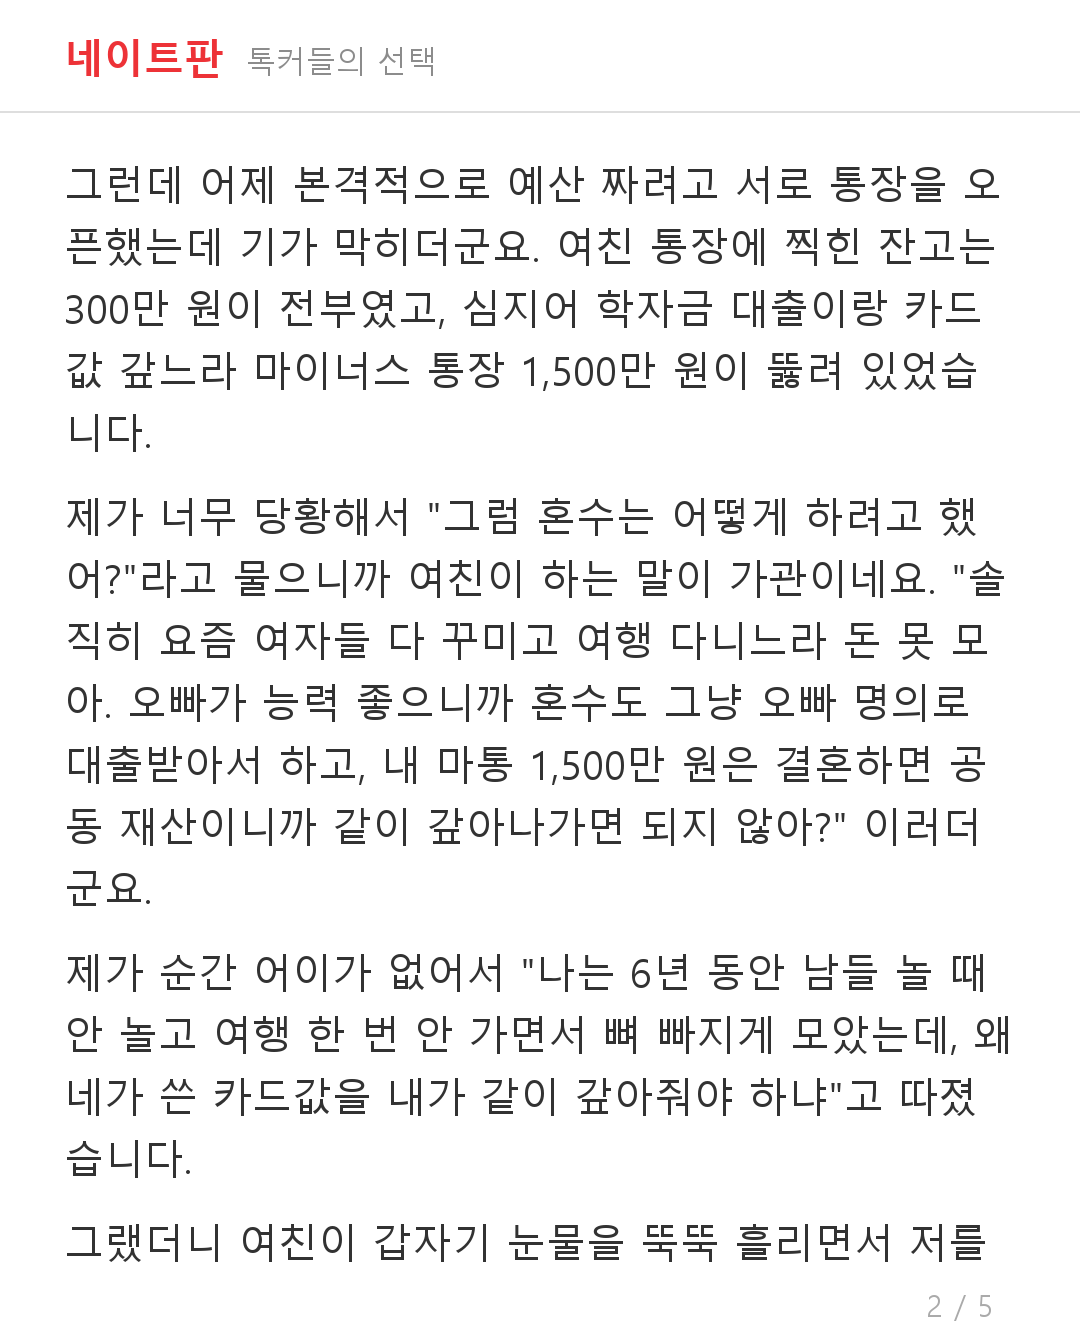 네이트판 톡커들의 선택
그런데 어제 본격적으로 예산 짜려고 서로 통장을 오
픈했는데 기가 막히더군요. 여친 통장에 찍힌 잔고는
300만 원이 전부였고, 심지어 학자금 대출이랑 카드
값 갚느라 마이너스 통장 1,500만 원이 뚫려 있었습
니다.
제가 너무 당황해서 "그럼 혼수는 어떻게 하려고 했
어?"라고 물으니까 여친이 하는 말이 가관이네요. "솔
직히 요즘 여자들 다 꾸미고 여행 다니느라 돈 못 모
아. 오빠가 능력 좋으니까 혼수도 그냥 오빠 명의로
대출받아서 하고, 내 마통 1,500만 원은 결혼하면 공
동 재산이니까 같이 갚아나가면 되지 않아?" 이러더
군요.
제가 순간 어이가 없어서 "나는 6년 동안 남들 놀 때
안 놀고 여행 한 번 안 가면서 뼈 빠지게 모았는데, 왜
네가 쓴 카드값을 내가 같이 갚아줘야 하냐"고 따졌
습니다.
그랬더니 여친이 갑자기 눈물을 뚝뚝 흘리면서 저를
2 / 5